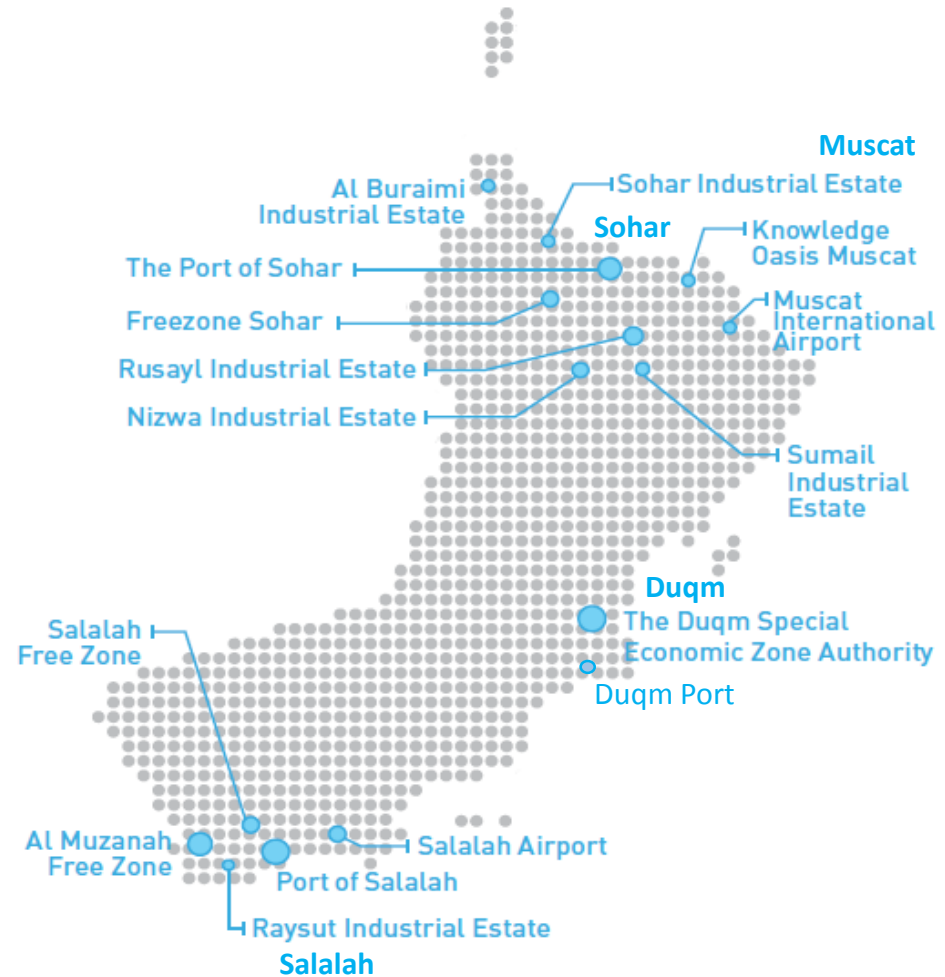 Muscat
Al Buraimi
Industrial Estate
Sohar Industrial Estate
Sohar
Knowledge
Oasis Muscat
The Port of Sohar
Muscat
International
Airport
Freezone Sohar
Rusayl Industrial Estate
Nizwa Industrial Estate
Sumail
Industrial
Estate
Duqm
The Duqm Special
Economic Zone Authority
Salalah
Free Zone
Duqm Port
Al Muzanah
Free Zone
Salalah Airport
Port of Salalah
Raysut Industrial Estate
Salalah